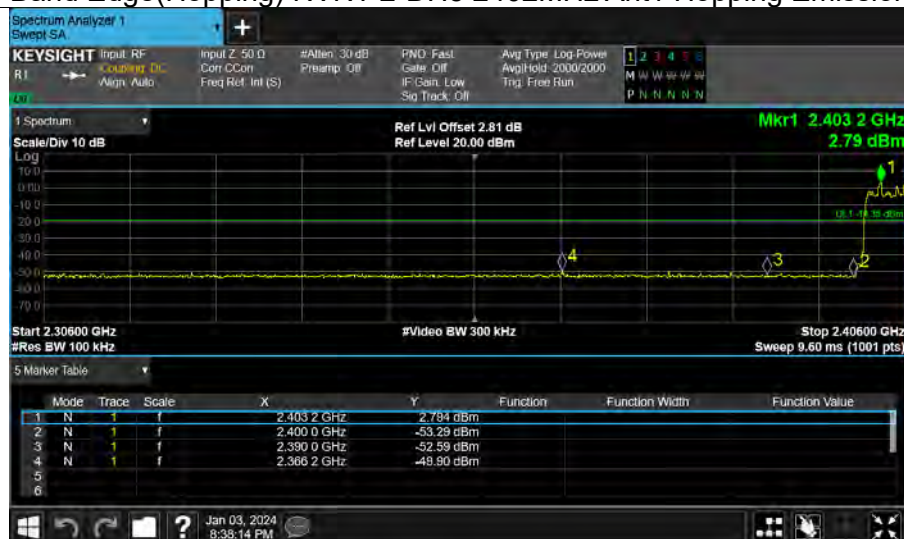 Spectrum Analyzer 1
Swept SA
+
KEYSIGHT Input: RF
R L
Coupling: DC
Align: Auto
Input Z: 50 Ω
Corr CCorr
Freq Ref: Int (S)
#Atten: 30 dB
Preamp: Off
PNO: Fast
Gate: Off
IF Gain: Low
Sig Track: Off
Avg Type: Log-Power
Avg|Hold: 2000/2000
Trig: Free Run
1 2 3 4 5 6
M W W W W W
P N N N N N
1 Spectrum
Scale/Div 10 dB
Ref Lvl Offset 2.81 dB
Ref Level 20.00 dBm
Mkr1 2.403 2 GHz
2.79 dBm
Log
10.0
0.00
-10.0
-20.0
-30.0
-40.0
-50.0
-60.0
-70.0
1
4
3
2
Start 2.30600 GHz
#Res BW 100 kHz
#Video BW 300 kHz
Stop 2.40600 GHz
Sweep 9.60 ms (1001 pts)
5 Marker Table
Mode Trace Scale X Y Function Function Width Function Value
1 N 1 f 2.403 2 GHz 2.794 dBm
2 N 1 f 2.400 0 GHz -53.29 dBm
3 N 1 f 2.390 0 GHz -52.59 dBm
4 N 1 f 2.366 2 GHz -49.90 dBm
5
6
?
Jan 03, 2024
8:38:14 PM